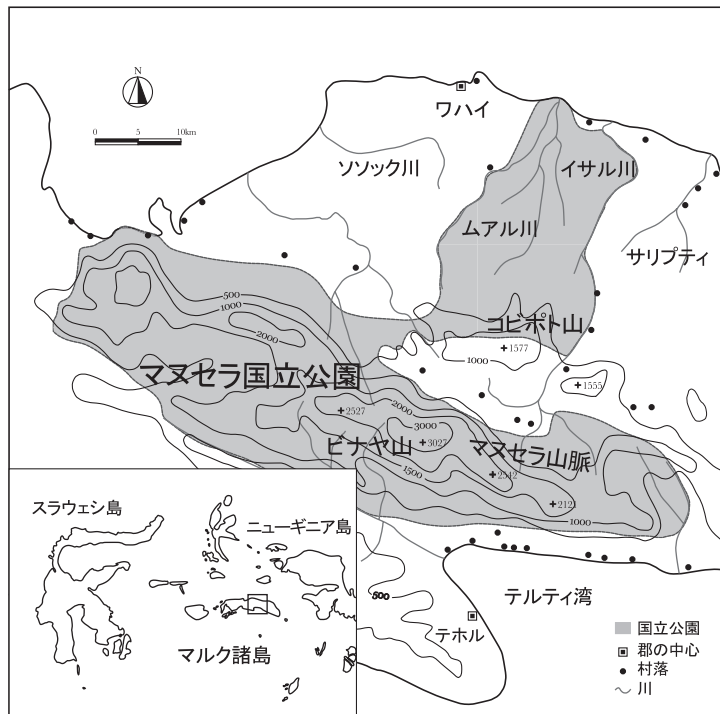 N
0 5 10km
ワハイ
ソソック川
イサル川
ムアル川
サリプティ
コビポト山
500
1000
2000
1577
1000
1555
マヌセラ国立公園
2527
2000
3000
ビナヤ山
3027
マヌセラ山脈
1500
2542
2121
1000
スラウェシ島
ニューギニア島
マルク諸島
500
テルティ湾
テホル
国立公園
郡の中心
村落
川